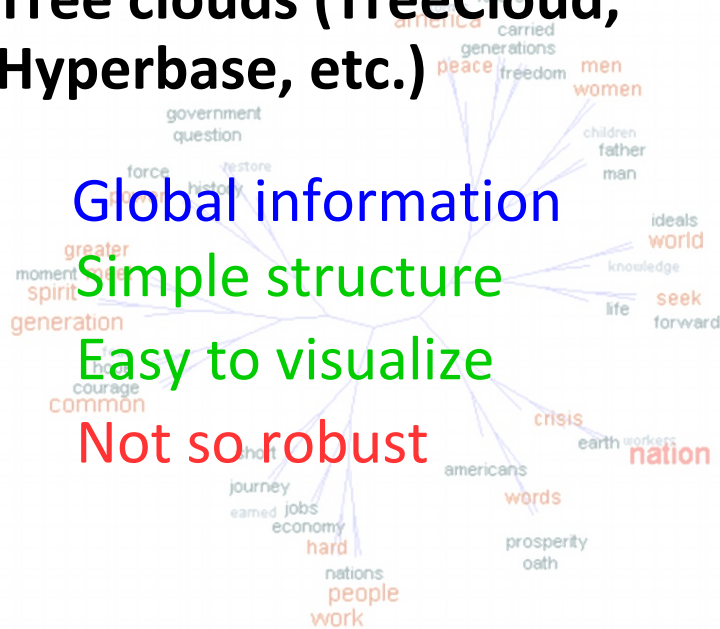 Tree clouds (TreeCloud,
Hyperbase, etc.)
america
carried
generations
peace
freedom
men
women
government
question
children
father
man
force
restore
power
history
Global information
ideals
world
greater
moment
spirit
Simple structure
knowledge
seek
life
forward
generation
Easy to visualize
hope
courage
common
Not so robust
crisis
earth
workers
nation
short
americans
journey
words
earned
jobs
economy
hard
prosperity
oath
nations
people
work